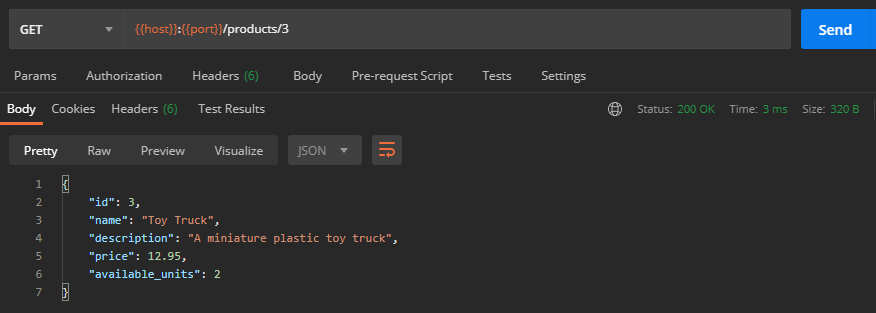 GET {{host}}:{{port}}/products/3 Send
Params Authorization Headers (6) Body Pre-request Script Tests Settings
Body Cookies Headers (6) Test Results Status: 200 OK Time: 3 ms Size: 320 B
Pretty Raw Preview Visualize JSON
1 {
2 "id": 3,
3 "name": "Toy Truck",
4 "description": "A miniature plastic toy truck",
5 "price": 12.95,
6 "available_units": 2
7 }